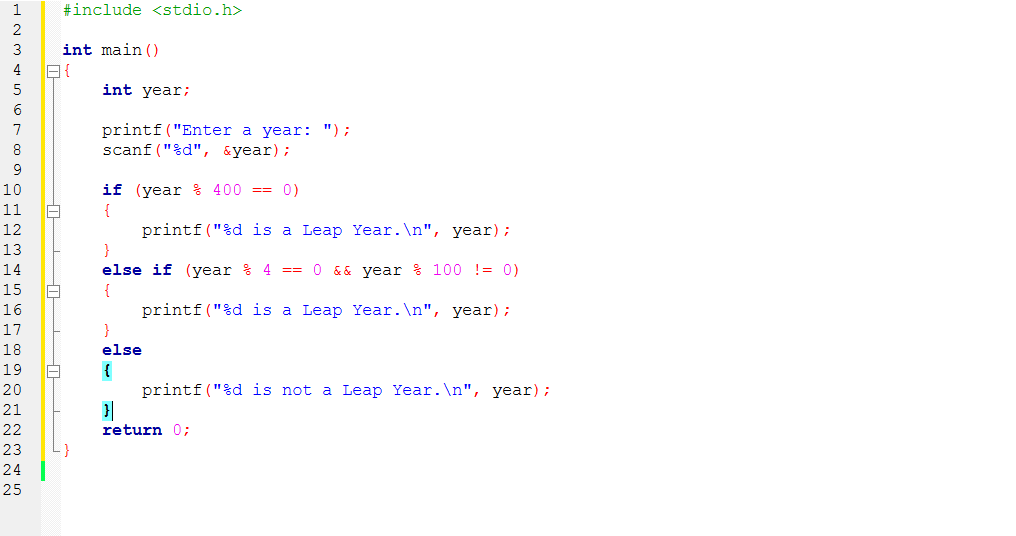 1 #include <stdio.h>
2
3 int main()
4 {
5     int year;
6
7     printf("Enter a year: ");
8     scanf("%d", &year);
9
10     if (year % 400 == 0)
11     {
12         printf("%d is a Leap Year.\n", year);
13     }
14     else if (year % 4 == 0 && year % 100 != 0)
15     {
16         printf("%d is a Leap Year.\n", year);
17     }
18     else
19     {
20         printf("%d is not a Leap Year.\n", year);
21     }
22     return 0;
23 }
24
25